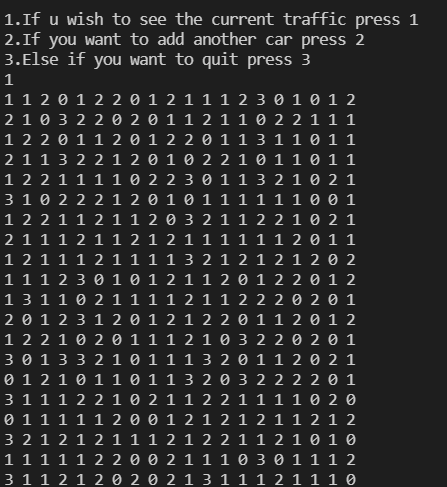 1.If u wish to see the current traffic press 1
2.If you want to add another car press 2
3.Else if you want to quit press 3
1
1 1 2 0 1 2 2 0 1 2 1 1 1 2 3 0 1 0 1 2
2 1 0 3 2 2 0 2 0 1 1 2 1 1 0 2 2 1 1 1
1 2 2 0 1 1 2 0 1 2 2 0 1 1 3 1 1 0 1 1
2 1 1 3 2 2 1 2 0 1 0 2 2 1 0 1 1 0 1 1
1 2 2 1 1 1 1 0 2 2 3 0 1 1 3 2 1 0 2 1
3 1 0 2 2 2 1 2 0 1 0 1 1 1 1 1 1 0 0 1
1 2 2 1 1 2 1 1 2 0 3 2 1 1 2 2 1 0 2 1
2 1 1 1 2 1 1 2 1 2 1 1 1 1 1 1 2 0 1 1
1 2 1 1 1 2 1 1 1 1 3 2 1 2 1 2 1 2 0 2
1 1 1 2 3 0 1 0 1 2 1 1 2 0 1 2 2 0 1 2
1 3 1 1 0 2 1 1 1 1 2 1 1 2 2 2 0 2 0 1
2 0 1 2 3 1 2 0 1 2 1 2 2 0 1 1 2 0 1 2
1 2 2 1 0 2 0 1 1 1 2 1 0 3 2 2 0 2 0 1
3 0 1 3 3 2 1 0 1 1 1 3 2 0 1 1 2 0 2 1
0 1 2 1 0 1 1 0 1 1 3 2 0 3 2 2 2 2 0 1
3 1 1 1 2 2 1 0 2 1 1 2 2 1 1 1 1 0 2 0
0 1 1 1 1 1 2 0 0 1 2 1 2 1 2 1 1 2 1 2
3 2 1 2 1 2 1 1 1 2 1 2 2 1 1 2 1 0 1 0
1 1 1 1 1 2 2 0 0 2 1 1 1 0 3 0 1 1 1 2
3 1 1 2 1 2 0 2 0 2 1 3 1 1 1 2 1 1 1 0